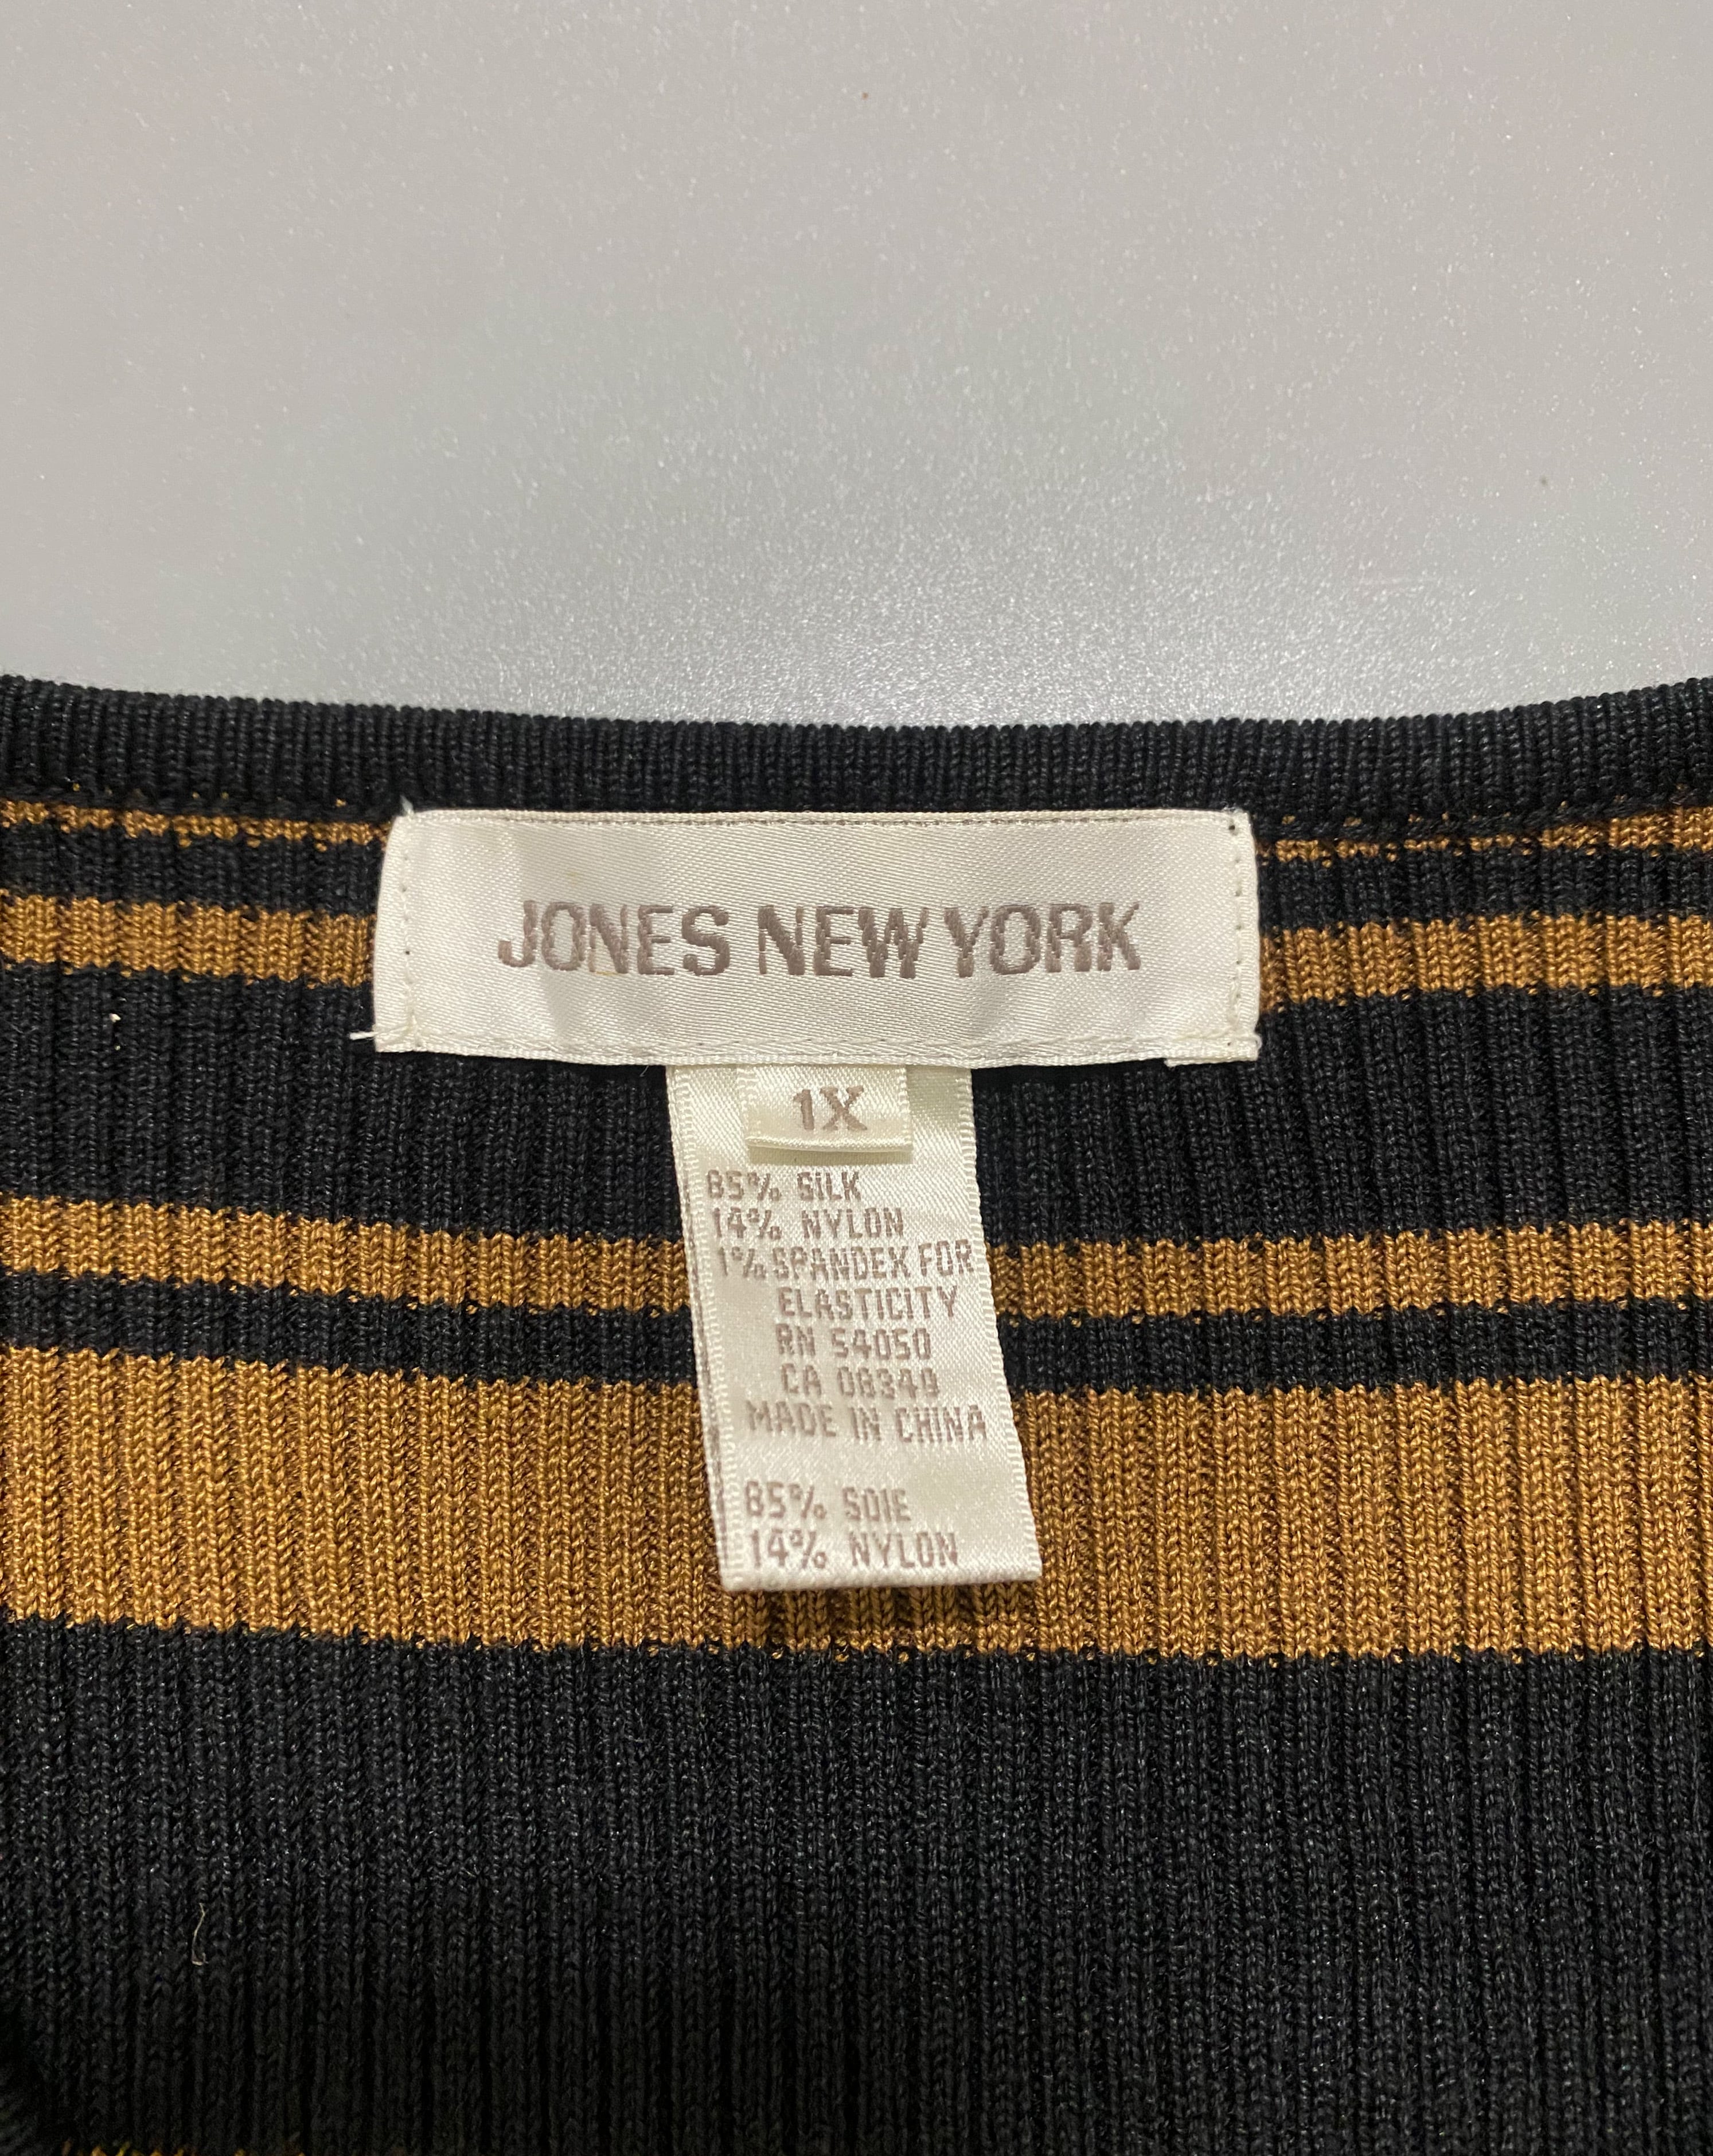 JONES NEW YORK
1X
85% SILK
14% NYLON
1% SPANDEX FOR
ELASTICITY
RN 54050
CA 08349
MADE IN CHINA
85% SOIE
14% NYLON